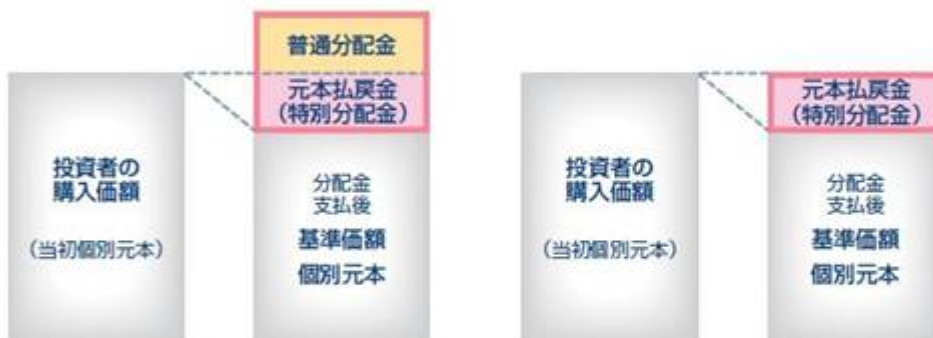 普通分配金
元本払戻金
（特別分配金）
投資者の
購入価額
（当初個別元本）
分配金
支払後
基準価額
個別元本
元本払戻金
（特別分配金）
投資者の
購入価額
（当初個別元本）
分配金
支払後
基準価額
個別元本